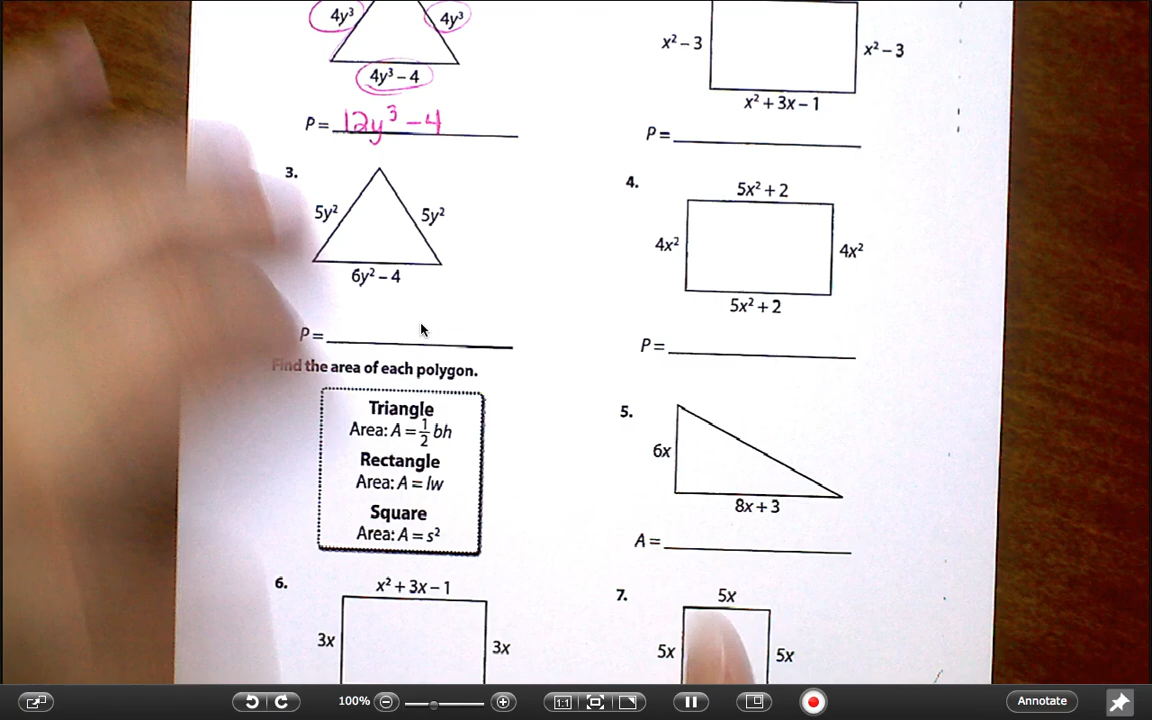 4y³ 4y³
4y³ – 4
P = 12y³ – 4
x² – 3 x² – 3
x² + 3x – 1
P =
3.
5y² 5y²
6y² – 4
P =
4.
5x² + 2
4x² 4x²
5x² + 2
P =
Find the area of each polygon.
Triangle
Area: A = 1/2 bh
Rectangle
Area: A = lw
Square
Area: A = s²
5.
6x
8x + 3
A =
6.
x² + 3x – 1
3x 3x
7.
5x
5x 5x
100%
1:1
Annotate